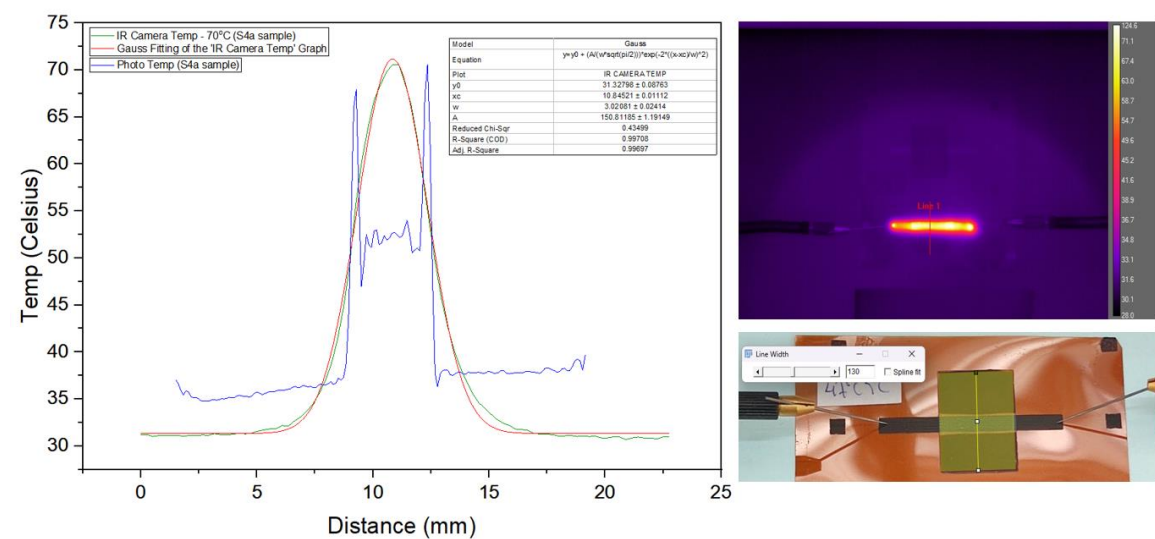 75
70
65
60
55
50
45
40
35
30
Temp (Celsius)
0
5
10
15
20
25
Distance (mm)
IR Camera Temp - 70°C (S4a sample)
Gauss Fitting of the 'IR Camera Temp' Graph
Photo Temp (S4a sample)
Model Gauss
Equation y=y0 + (A/(w*sqrt(pi/2)))*exp(-2*((x-xc)/w)^2)
Plot IR CAMERA TEMP
y0 31.32798 ± 0.08763
xc 10.84521 ± 0.01112
w 3.02081 ± 0.02414
A 150.81185 ± 1.19149
Reduced Chi-Sqr 0.43499
R-Square (COD) 0.99708
Adj. R-Square 0.99697
Line 1
124.6
71.1
67.4
63.0
58.7
54.7
50.0
45.2
41.6
38.9
36.7
34.8
33.1
31.6
30.1
28.0
Line Width
130
Spline fit